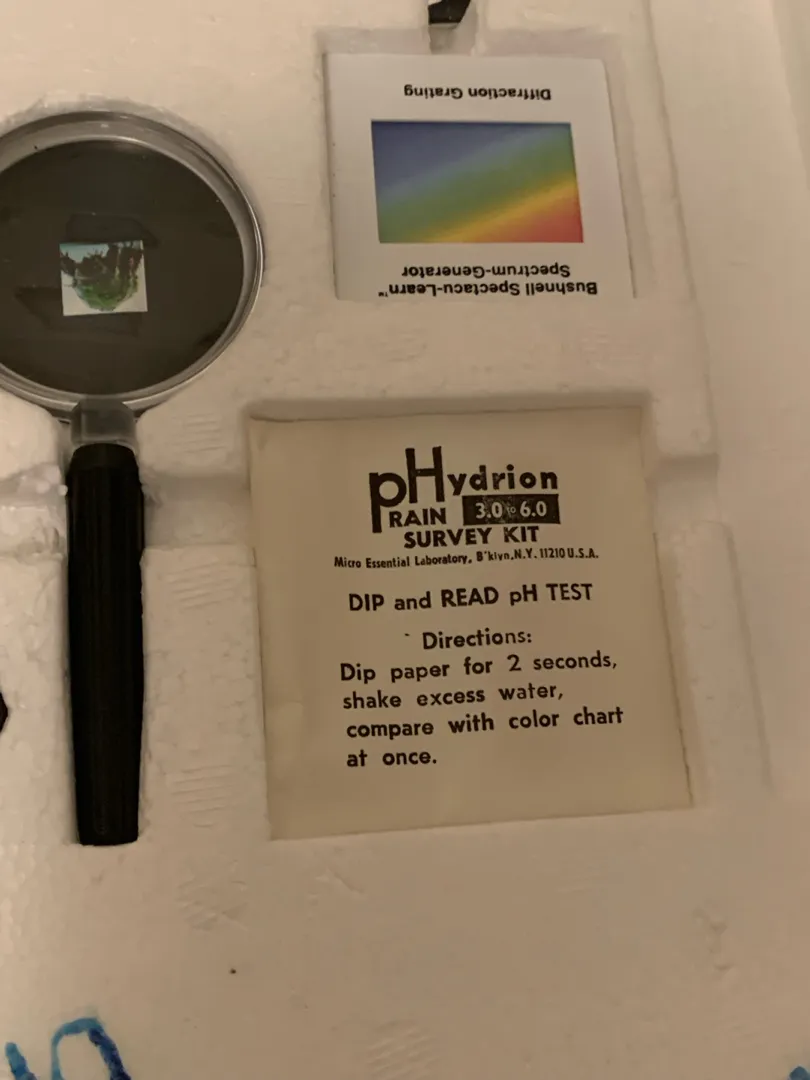 Diffraction Grating
Bushnell Spectacu-Learn™
Spectrum-Generator
pHydrion
RAIN 3.0 to 6.0
SURVEY KIT
Micro Essential Laboratory, B'klyn, N.Y. 11210 U.S.A.
DIP and READ pH TEST
Directions:
Dip paper for 2 seconds,
shake excess water,
compare with color chart
at once.